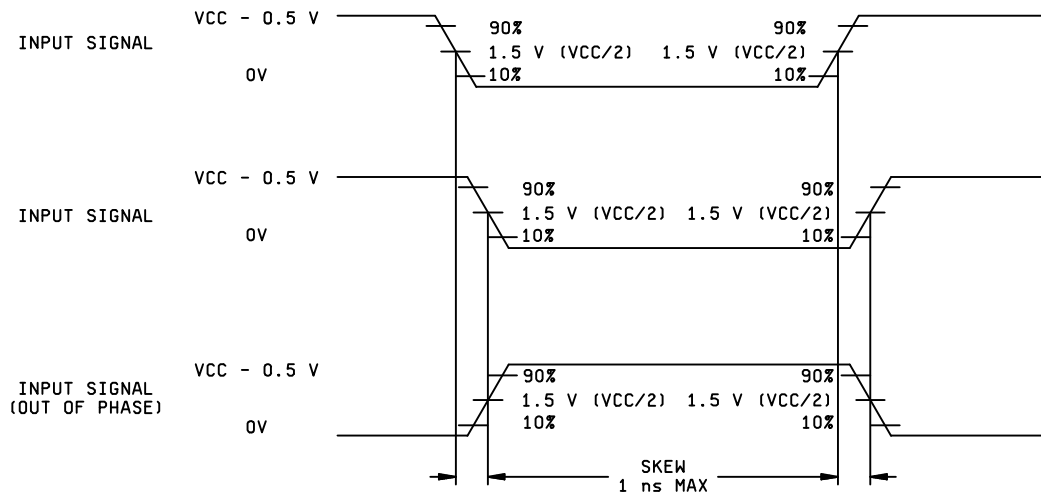 VCC - 0.5 V
90% 90%
INPUT SIGNAL
1.5 V (VCC/2) 1.5 V (VCC/2)
0V
10% 10%
VCC - 0.5 V
90% 90%
INPUT SIGNAL
1.5 V (VCC/2) 1.5 V (VCC/2)
0V
10% 10%
VCC - 0.5 V
90% 90%
INPUT SIGNAL
(OUT OF PHASE)
1.5 V (VCC/2) 1.5 V (VCC/2)
0V
10% 10%
SKEW
1 ns MAX